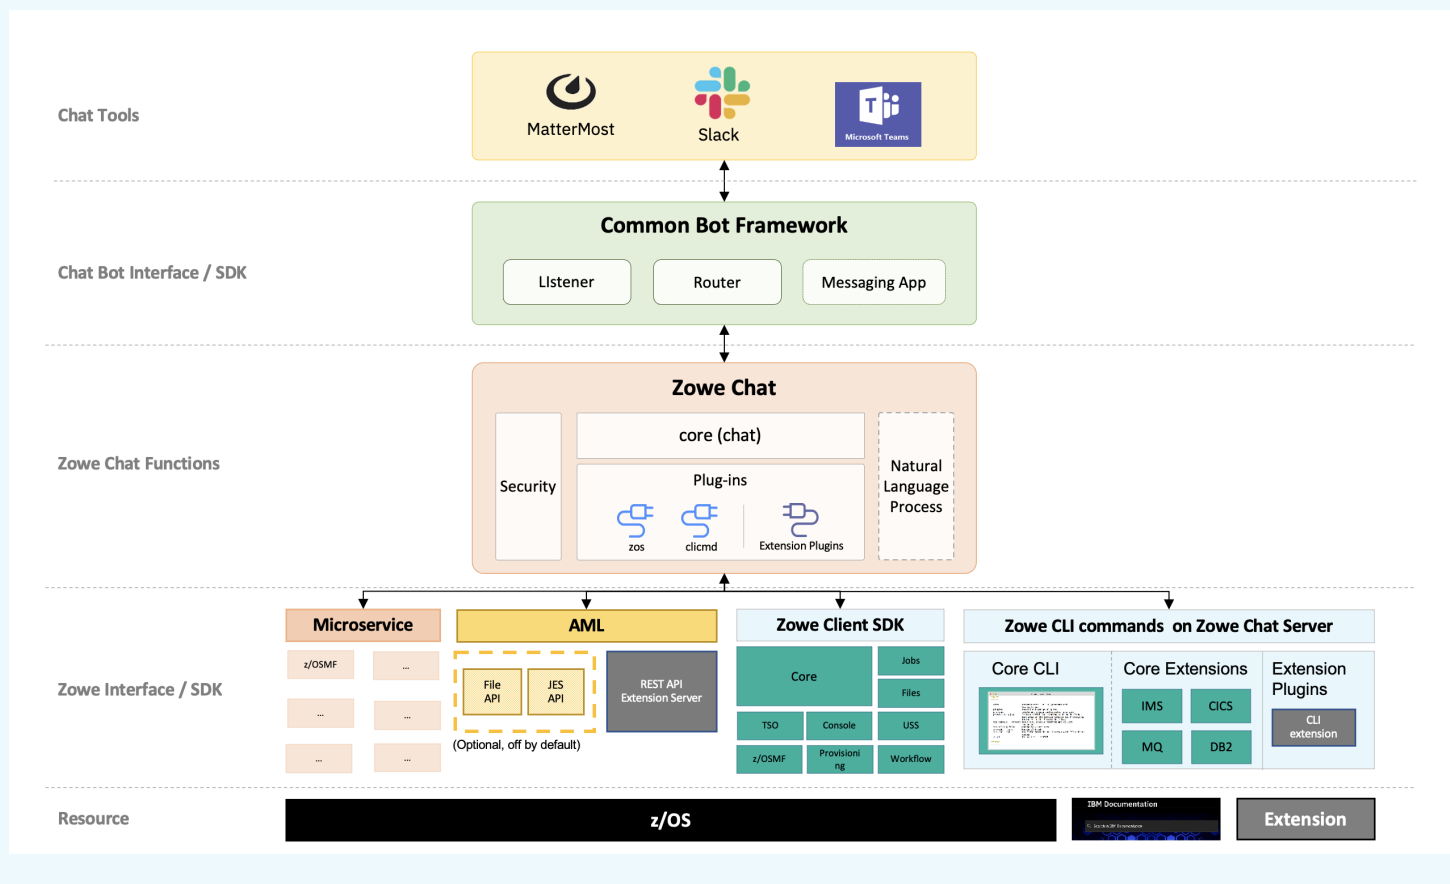 Chat Tools
MatterMost
Slack
Microsoft Teams
Chat Bot Interface / SDK
Common Bot Framework
LIstener
Router
Messaging App
Zowe Chat Functions
Zowe Chat
Security
core (chat)
Plug-ins
zos
clicmd
Extension Plugins
Natural
Language
Process
Zowe Interface / SDK
Microservice
z/OSMF
...
...
...
...
...
AML
File
API
JES
API
(Optional, off by default)
REST API
Extension Server
Zowe Client SDK
Core
Jobs
Files
TSO
Console
USS
z/OSMF
Provisioni
ng
Workflow
Zowe CLI commands on Zowe Chat Server
Core CLI
Core Extensions
IMS
CICS
MQ
DB2
Extension
Plugins
CLI
extension
Resource
z/OS
IBM Documentation
Search in IBM Documentation
Extension